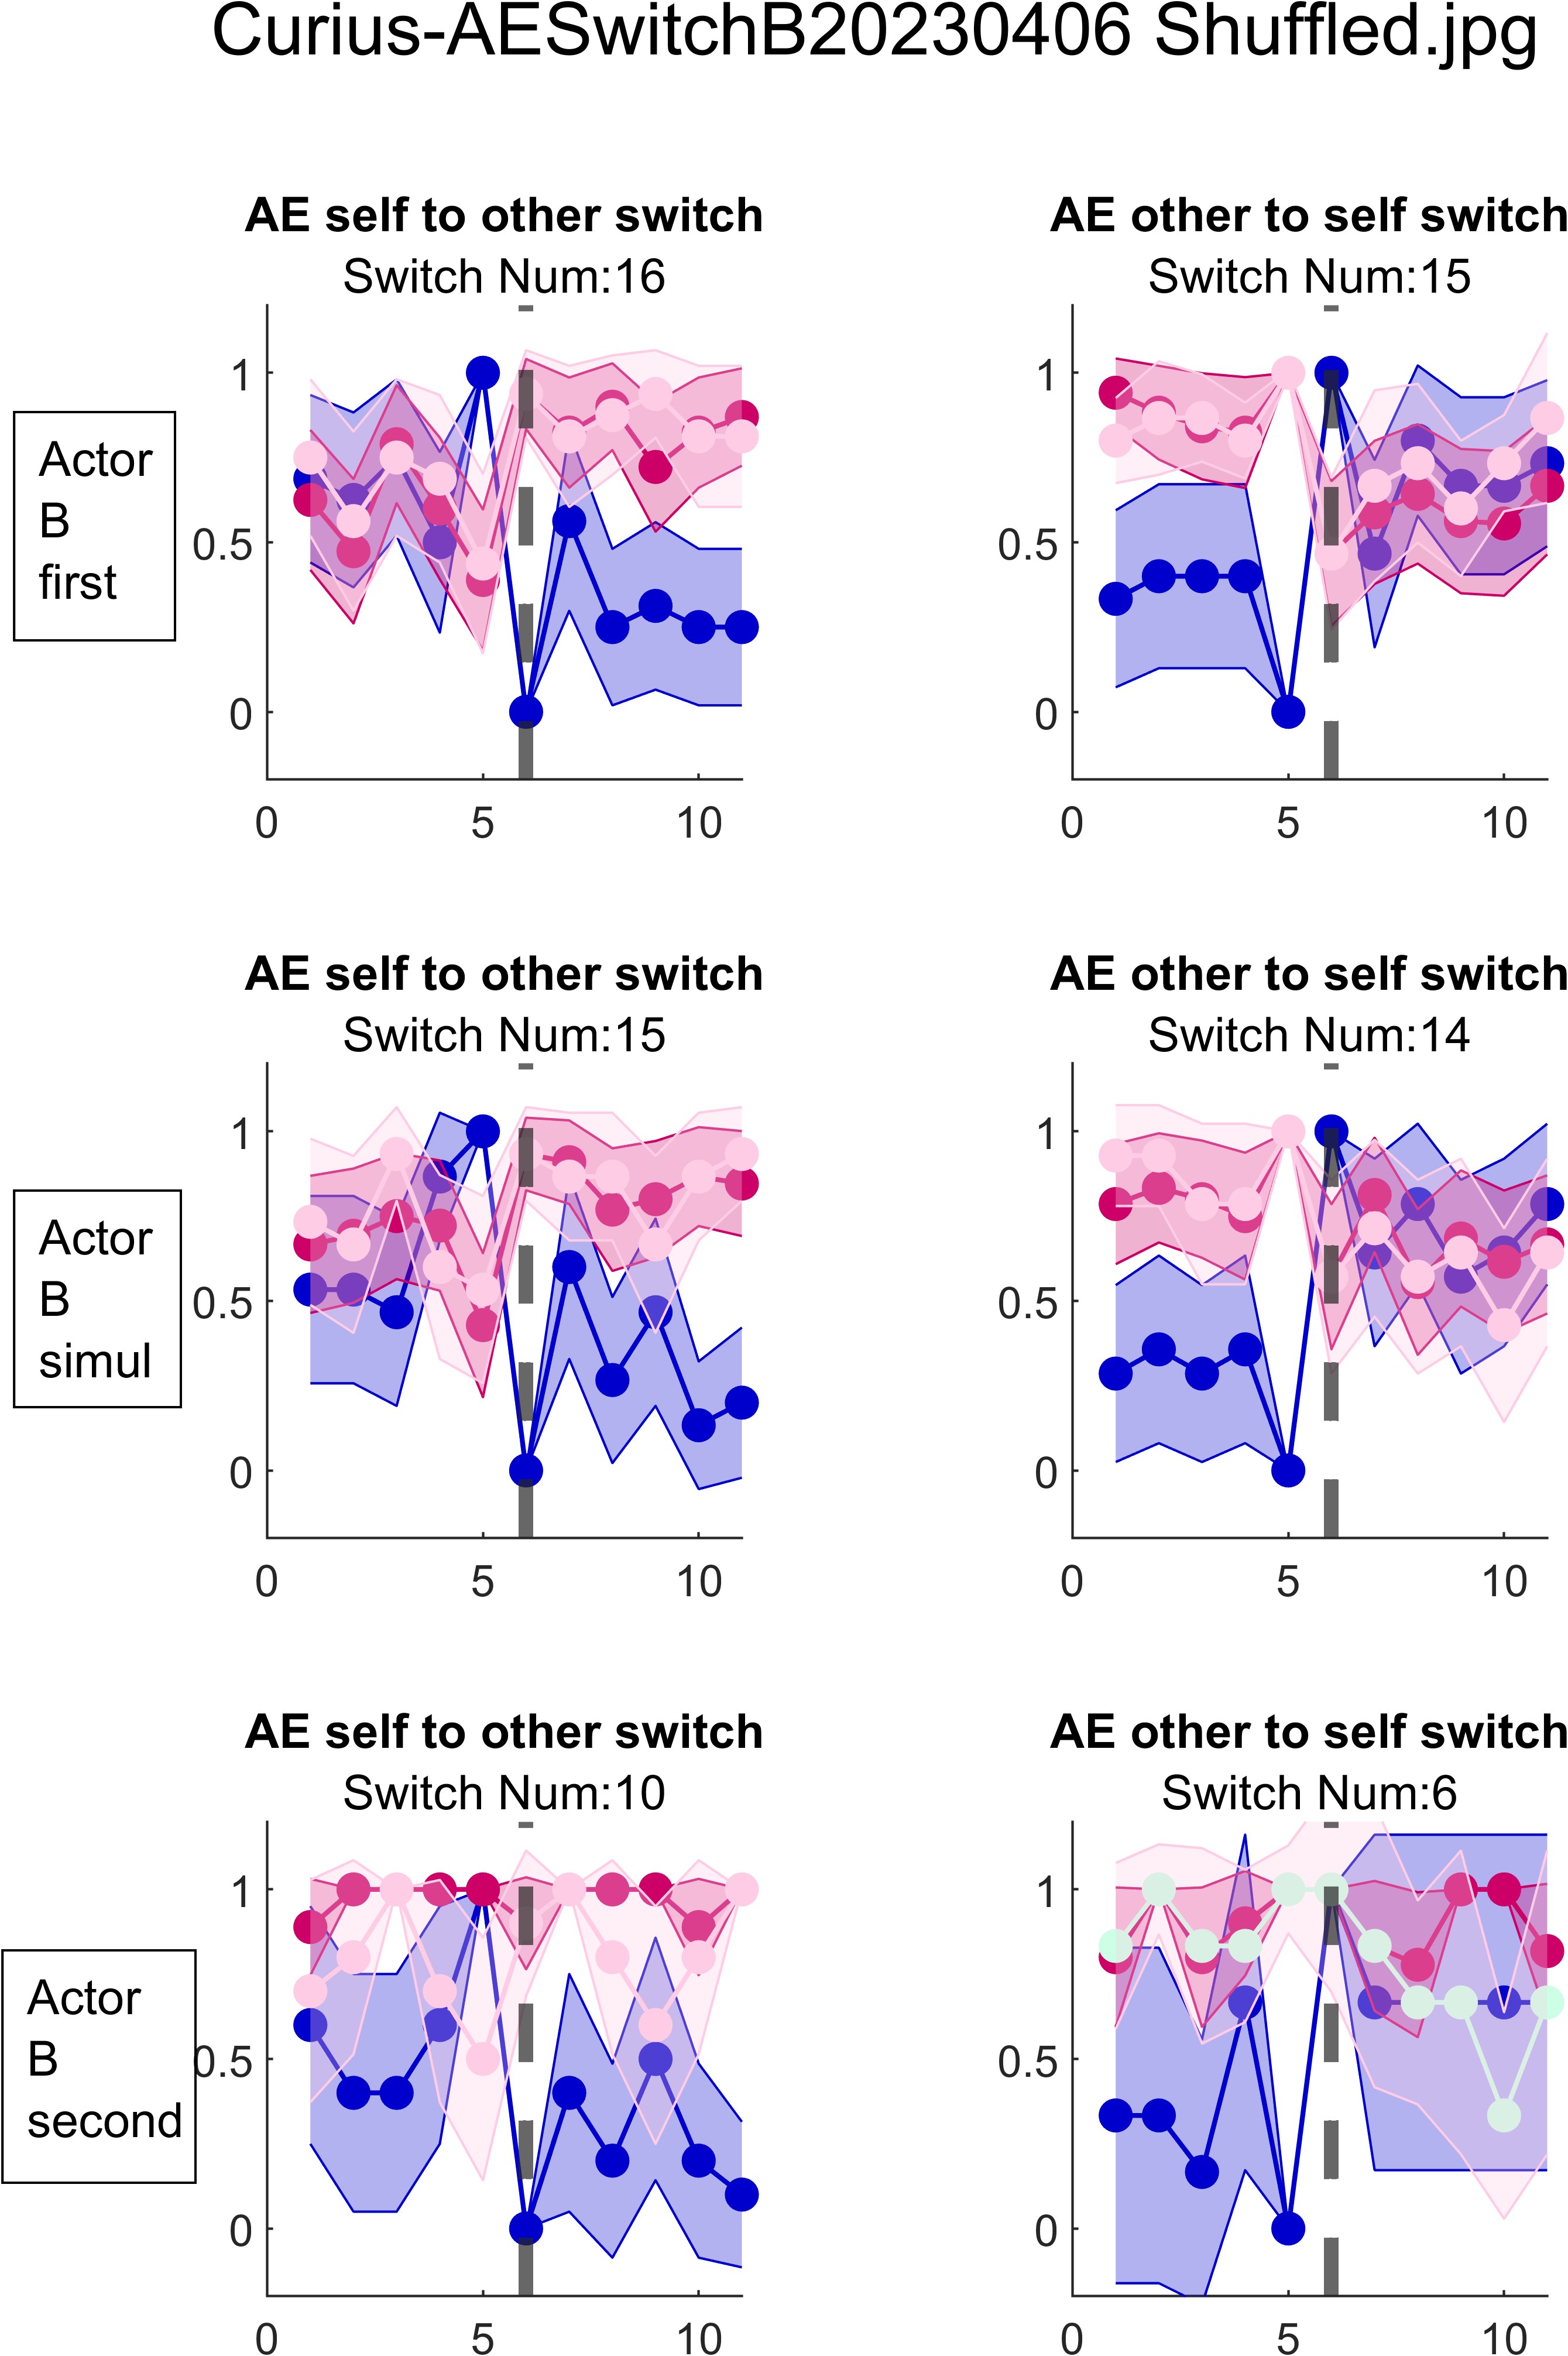 Curius-AESwitchB20230406 Shuffled.jpg
AE self to other switch
Switch Num:16
AE other to self switch
Switch Num:15
Actor
B
first
1
0.5
0
0
5
10
1
0.5
0
0
5
10
AE self to other switch
Switch Num:15
AE other to self switch
Switch Num:14
Actor
B
simul
1
0.5
0
0
5
10
1
0.5
0
0
5
10
AE self to other switch
Switch Num:10
AE other to self switch
Switch Num:6
Actor
B
second
1
0.5
0
0
5
10
1
0.5
0
0
5
10